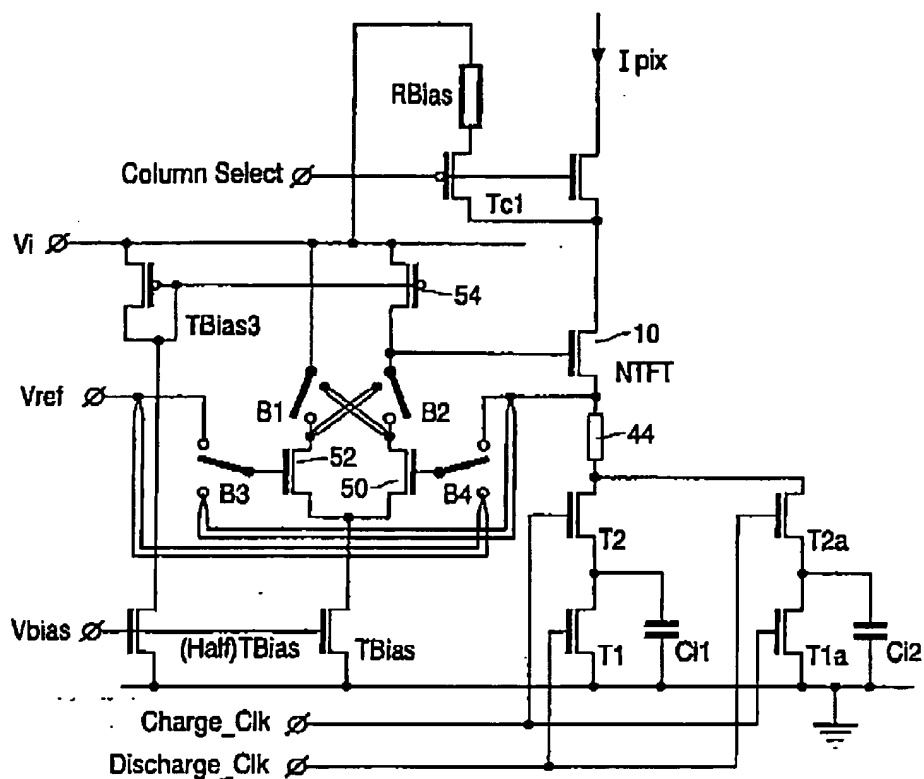 I pix
RBias
Column Select
Tc1
Vi
54
TBias3
10
NTFT
Vref
B1
B2
44
52
50
B3
B4
T2
T2a
Vbias
(Half)TBias
TBias
T1
Ci1
T1a
Ci2
Charge_Clk
Discharge_Clk